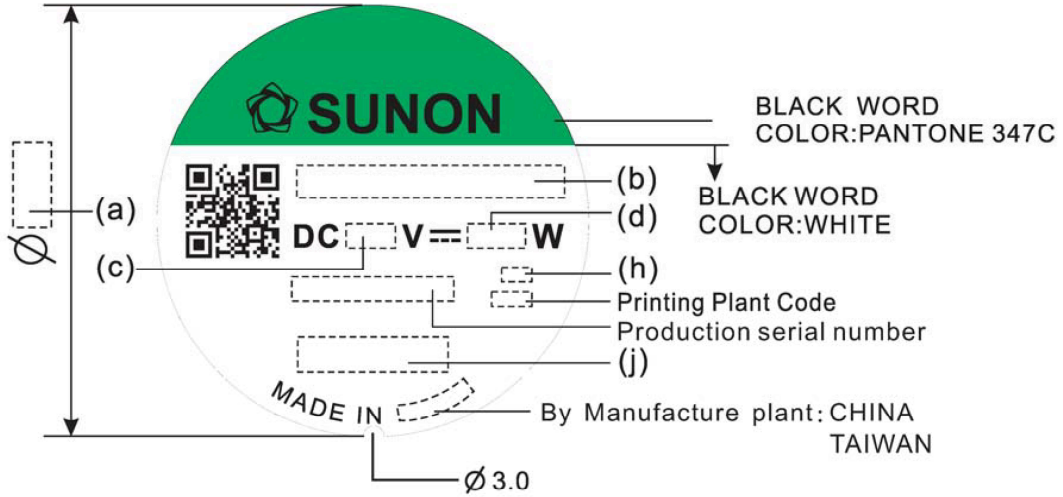 SUNON
BLACK WORD
COLOR:PANTONE 347C
(b)
BLACK WORD
COLOR:WHITE
(a)
DC V W
(d)
(c)
(h)
Printing Plant Code
Production serial number
(j)
MADE IN
By Manufacture plant: CHINA
TAIWAN
Ø
Ø 3.0